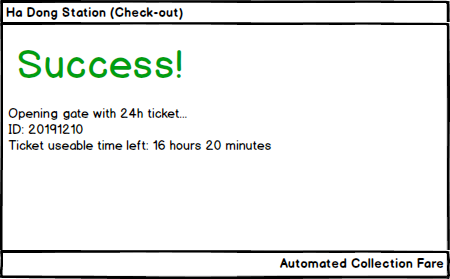 Ha Dong Station (Check-out)
Success!
Opening gate with 24h ticket...
ID: 20191210
Ticket useable time left: 16 hours 20 minutes
Automated Collection Fare